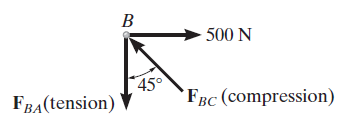 B
500 N
45°
F_BA(tension)
F_BC (compression)